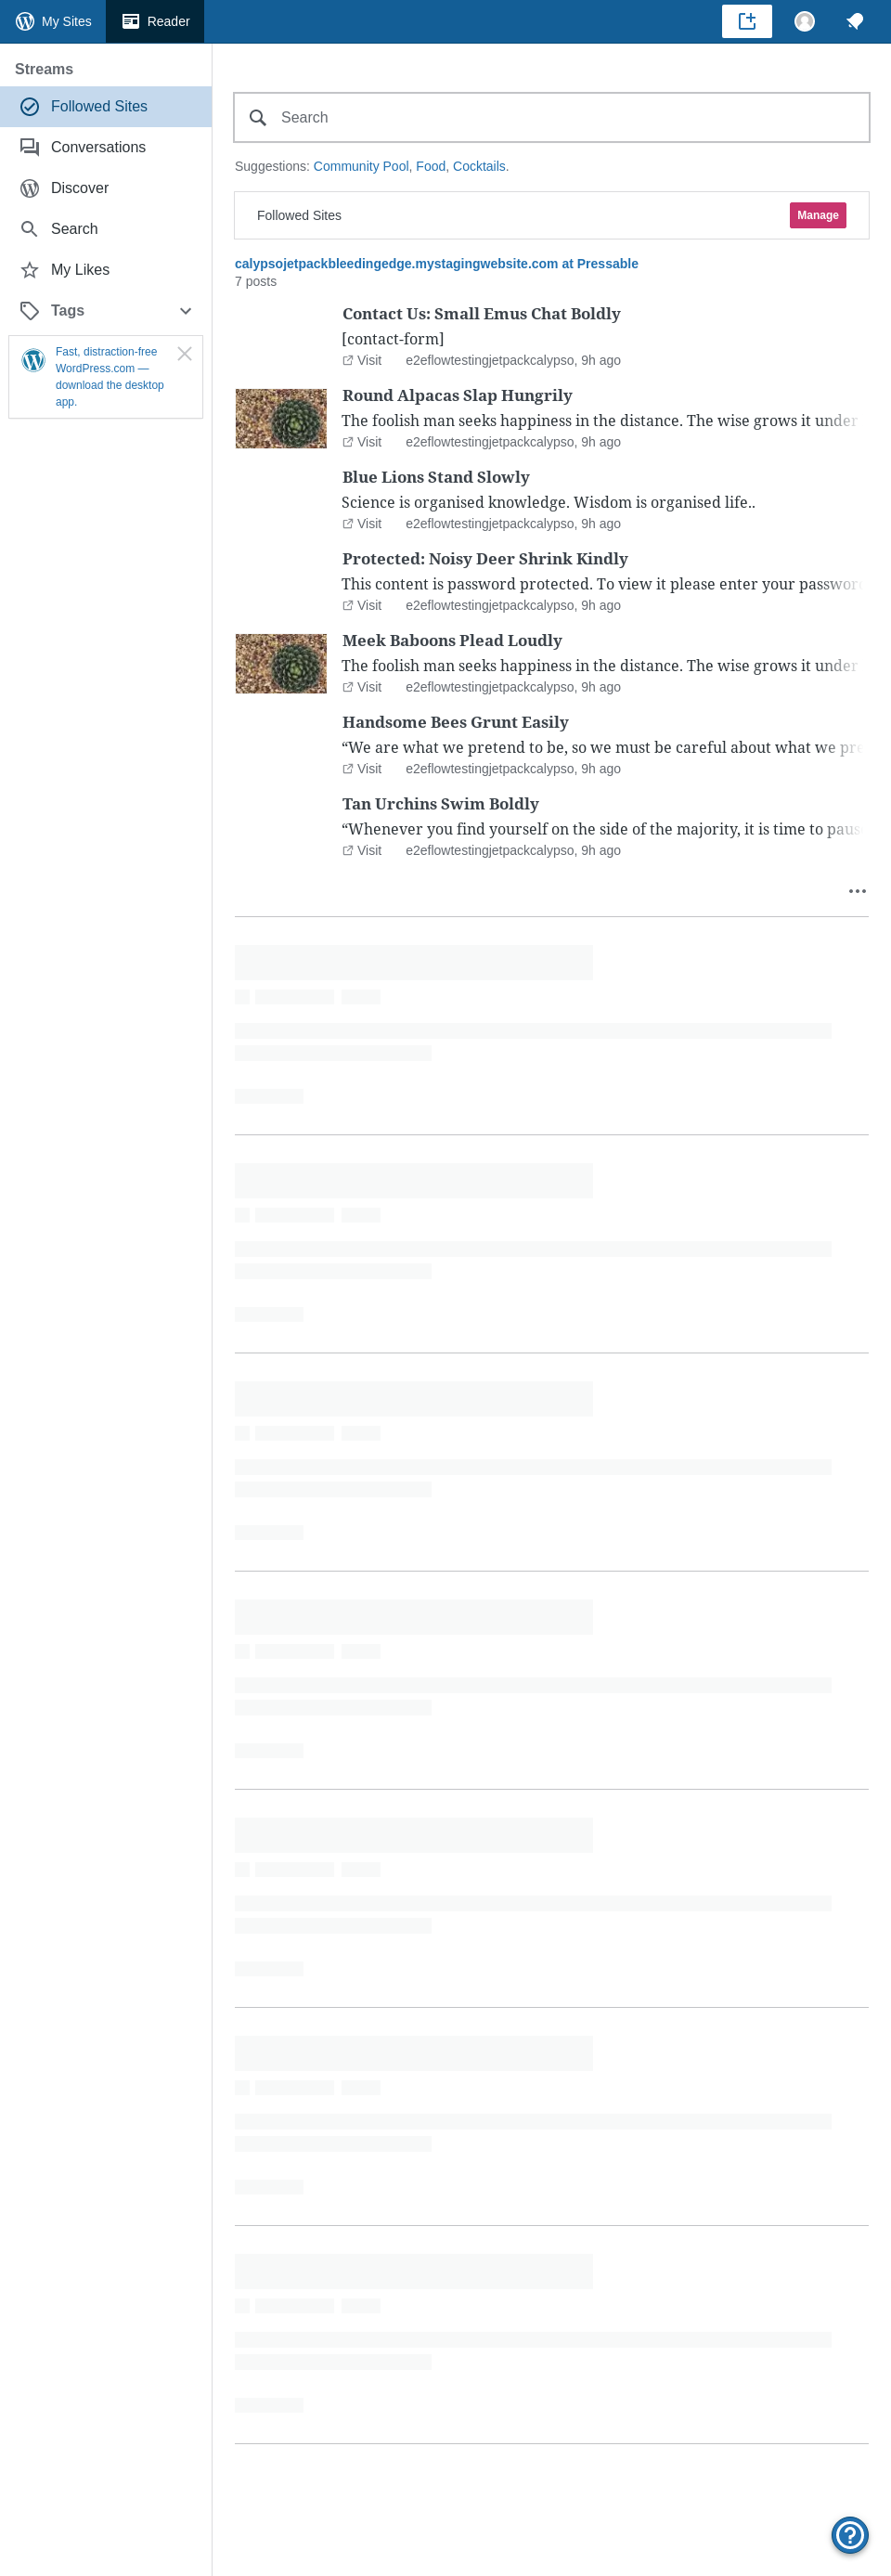 My Sites
Reader
Streams
Followed Sites
Conversations
Discover
Search
My Likes
Tags
Fast, distraction-free
WordPress.com —
download the desktop
app.
Search
Suggestions: Community Pool, Food, Cocktails.
Followed Sites
Manage
calypsojetpackbleedingedge.mystagingwebsite.com at Pressable
7 posts
Contact Us: Small Emus Chat Boldly
[contact-form]
Visit e2eflowtestingjetpackcalypso, 9h ago
Round Alpacas Slap Hungrily
The foolish man seeks happiness in the distance. The wise grows it under
Visit e2eflowtestingjetpackcalypso, 9h ago
Blue Lions Stand Slowly
Science is organised knowledge. Wisdom is organised life..
Visit e2eflowtestingjetpackcalypso, 9h ago
Protected: Noisy Deer Shrink Kindly
This content is password protected. To view it please enter your password
Visit e2eflowtestingjetpackcalypso, 9h ago
Meek Baboons Plead Loudly
The foolish man seeks happiness in the distance. The wise grows it under
Visit e2eflowtestingjetpackcalypso, 9h ago
Handsome Bees Grunt Easily
“We are what we pretend to be, so we must be careful about what we pre
Visit e2eflowtestingjetpackcalypso, 9h ago
Tan Urchins Swim Boldly
“Whenever you find yourself on the side of the majority, it is time to paus
Visit e2eflowtestingjetpackcalypso, 9h ago